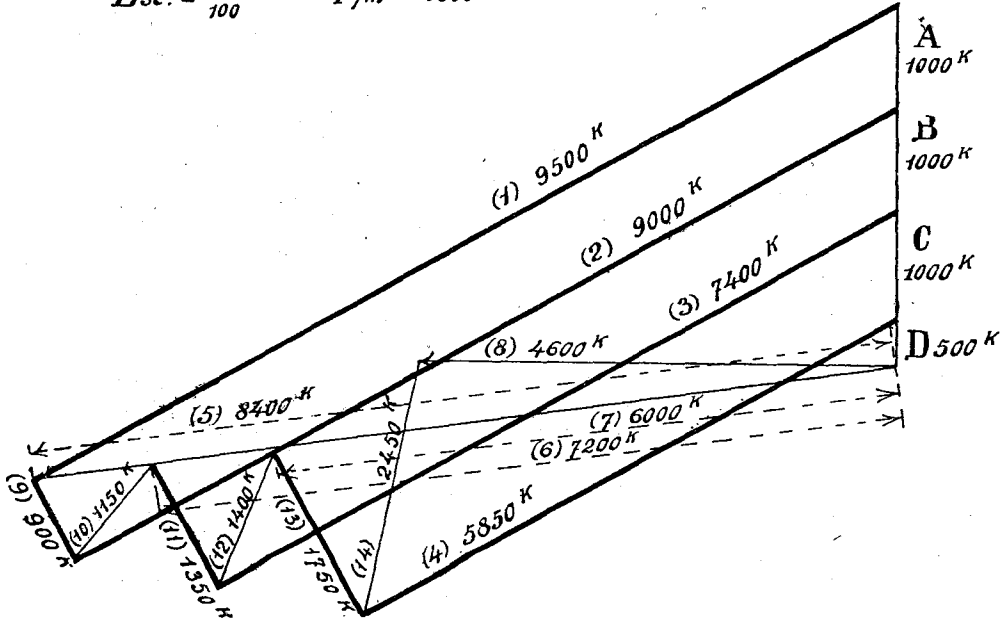 100
A
1000 K
B
1000 K
C
1000 K
D 500 K
(1) 9500 K
(2) 9000 K
(3) 7400 K
(8) 4600 K
(5) 8400 K
(7) 6000 K
(6) 7200 K
2450 K
(14)
(4) 5850 K
(9) 900 K
(10) 1150 K
(11) 1350 K
(12) 1400 K
(13) 1750 K